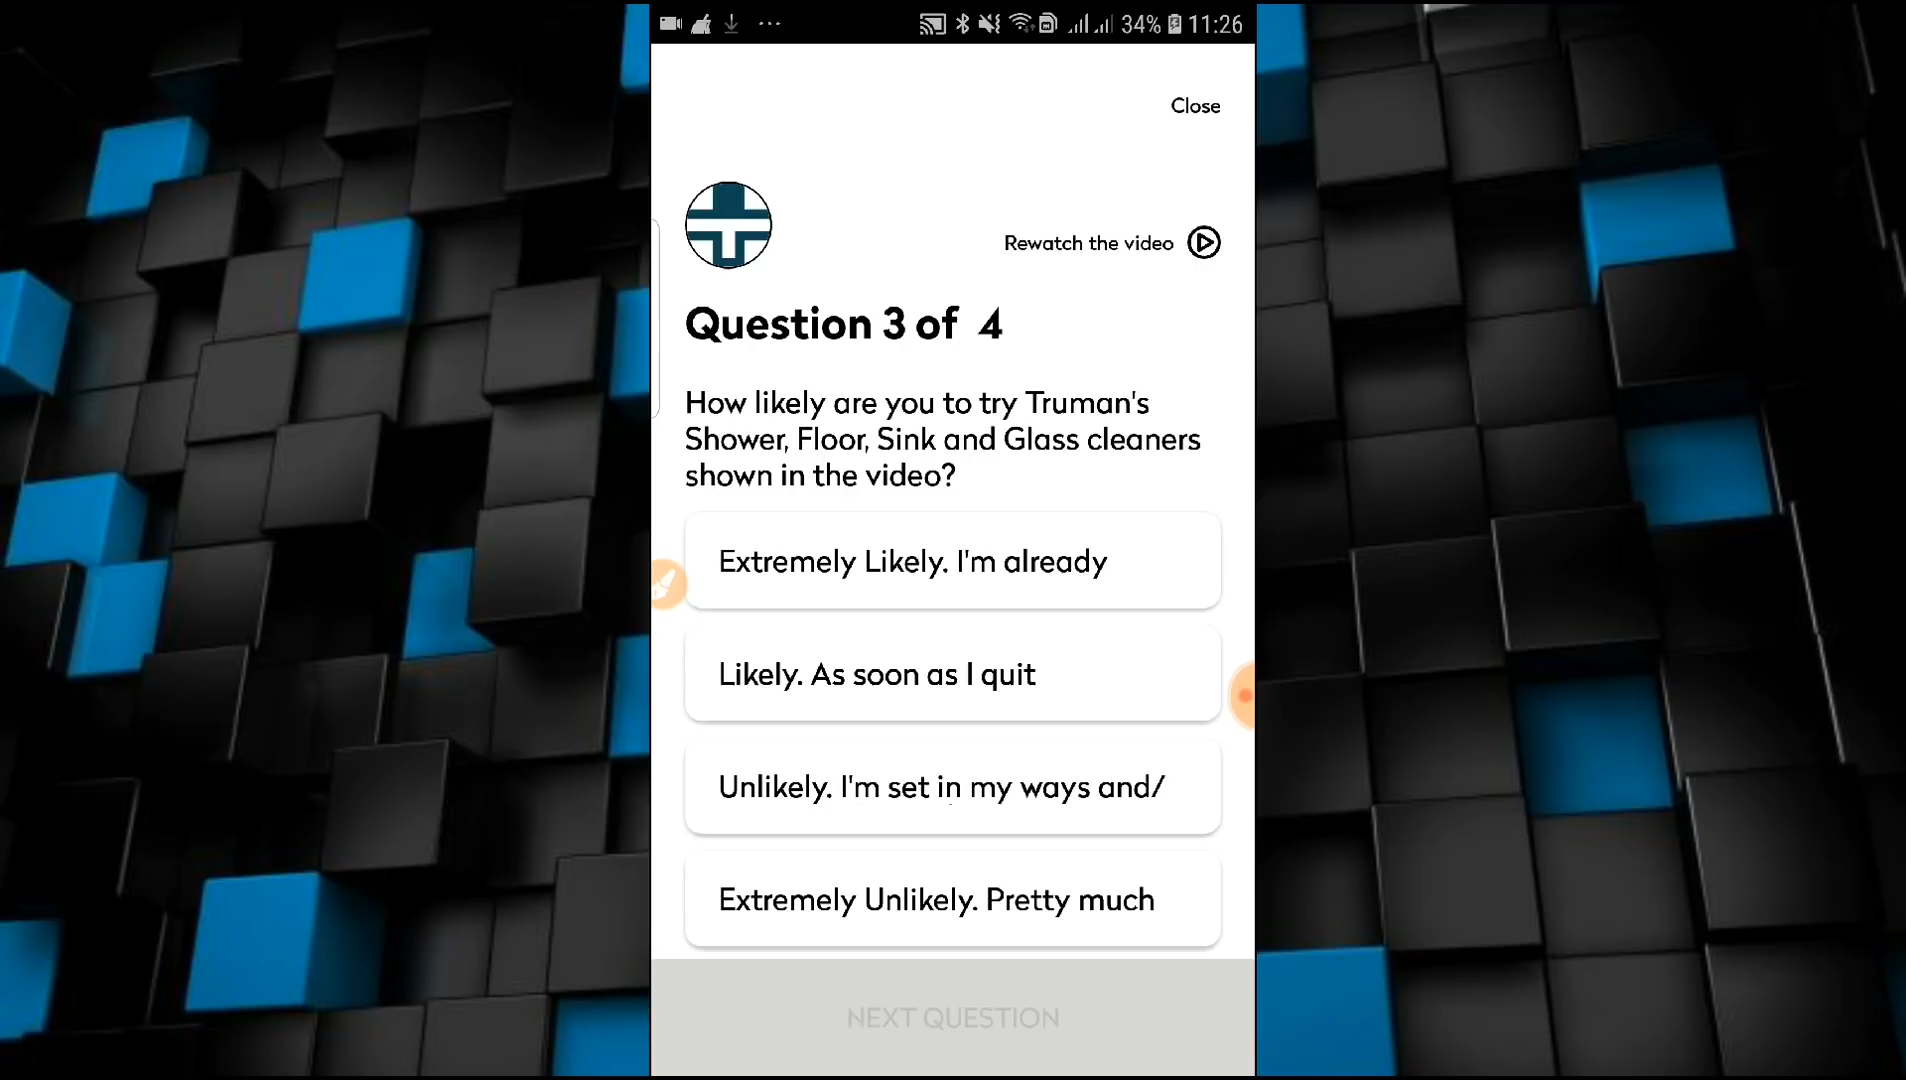 34% 11:26
Close
Rewatch the video
Question 3 of 4
How likely are you to try Truman's
Shower, Floor, Sink and Glass cleaners
shown in the video?
Extremely Likely. I'm already
Likely. As soon as I quit
Unlikely. I'm set in my ways and/
Extremely Unlikely. Pretty much
NEXT QUESTION